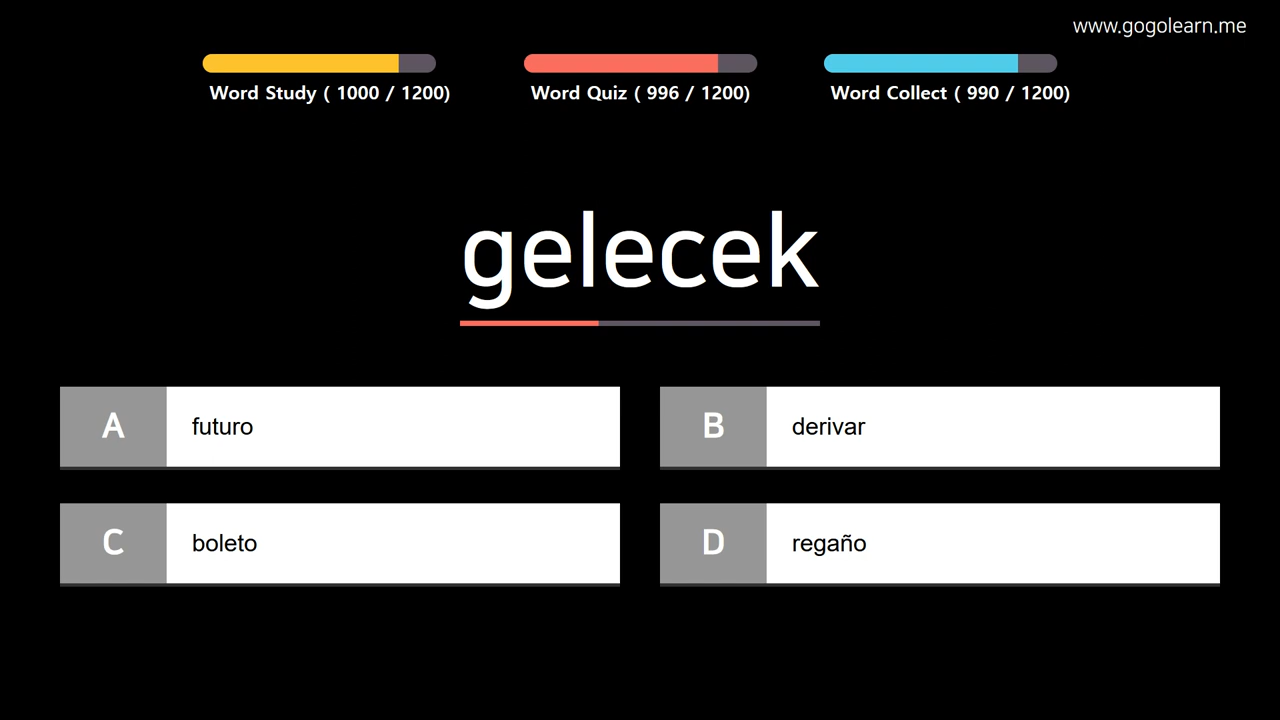 www.gogolearn.me
Word Study ( 1000 / 1200)
Word Quiz ( 996 / 1200)
Word Collect ( 990 / 1200)
gelecek
A futuro
B derivar
C boleto
D regaño